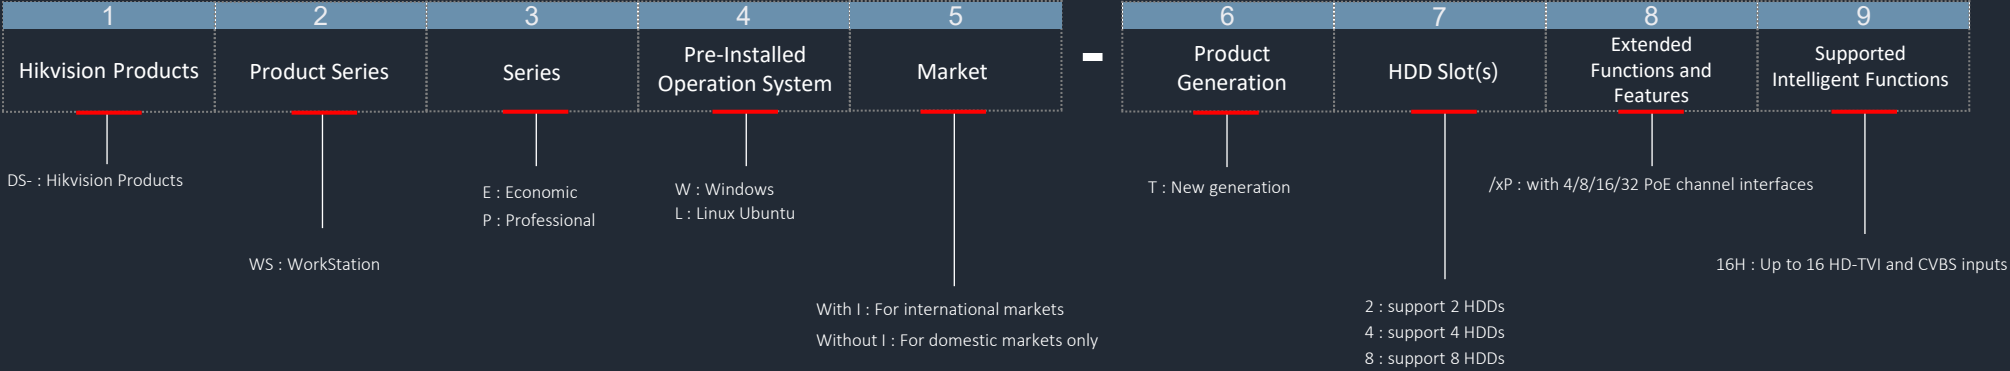 1
2
3
4
5
6
7
8
9
Hikvision Products
Product Series
Series
Pre-Installed
Operation System
Market
-
Product
Generation
HDD Slot(s)
Extended
Functions and
Features
Supported
Intelligent Functions
DS- : Hikvision Products
WS : WorkStation
E : Economic
P : Professional
W : Windows
L : Linux Ubuntu
With I : For international markets
Without I : For domestic markets only
T : New generation
2 : support 2 HDDs
4 : support 4 HDDs
8 : support 8 HDDs
/xP : with 4/8/16/32 PoE channel interfaces
16H : Up to 16 HD-TVI and CVBS inputs